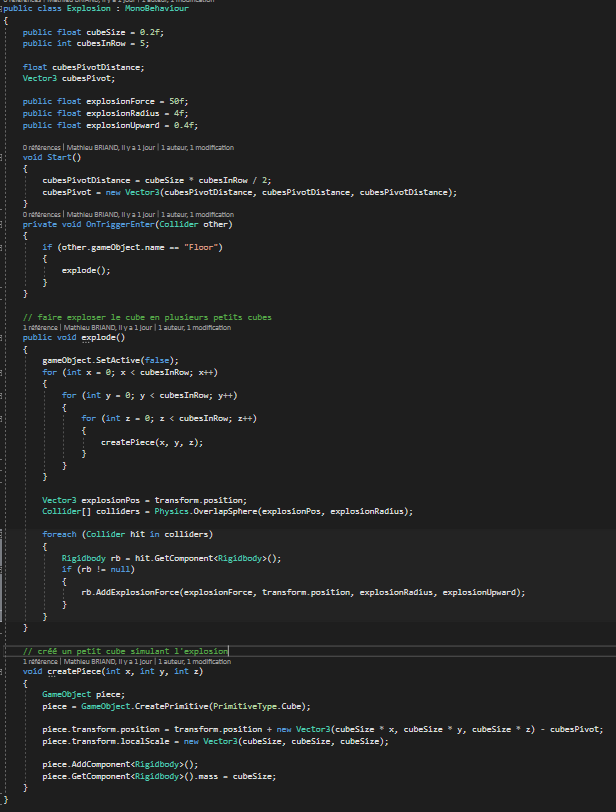 public class Explosion : MonoBehaviour
{
public float cubeSize = 0.2f;
public int cubesInRow = 5;
float cubesPivotDistance;
Vector3 cubesPivot;
public float explosionForce = 50f;
public float explosionRadius = 4f;
public float explosionUpward = 0.4f;
0 références | Mathieu BRIAND, Il y a 1 jour | 1 auteur, 1 modification
void Start()
{
cubesPivotDistance = cubeSize * cubesInRow / 2;
cubesPivot = new Vector3(cubesPivotDistance, cubesPivotDistance, cubesPivotDistance);
}
0 références | Mathieu BRIAND, Il y a 1 jour | 1 auteur, 1 modification
private void OnTriggerEnter(Collider other)
{
if (other.gameObject.name == "Floor")
{
explode();
}
}
// faire exploser le cube en plusieurs petits cubes
1 référence | Mathieu BRIAND, Il y a 1 jour | 1 auteur, 1 modification
public void explode()
{
gameObject.SetActive(false);
for (int x = 0; x < cubesInRow; x++)
{
for (int y = 0; y < cubesInRow; y++)
{
for (int z = 0; z < cubesInRow; z++)
{
createPiece(x, y, z);
}
}
}
Vector3 explosionPos = transform.position;
Collider[] colliders = Physics.OverlapSphere(explosionPos, explosionRadius);
foreach (Collider hit in colliders)
{
Rigidbody rb = hit.GetComponent<Rigidbody>();
if (rb != null)
{
rb.AddExplosionForce(explosionForce, transform.position, explosionRadius, explosionUpward);
}
}
}
// créé un petit cube simulant l'explosion
1 référence | Mathieu BRIAND, Il y a 1 jour | 1 auteur, 1 modification
void createPiece(int x, int y, int z)
{
GameObject piece;
piece = GameObject.CreatePrimitive(PrimitiveType.Cube);
piece.transform.position = transform.position + new Vector3(cubeSize * x, cubeSize * y, cubeSize * z) - cubesPivot;
piece.transform.localScale = new Vector3(cubeSize, cubeSize, cubeSize);
piece.AddComponent<Rigidbody>();
piece.GetComponent<Rigidbody>().mass = cubeSize;
}
}